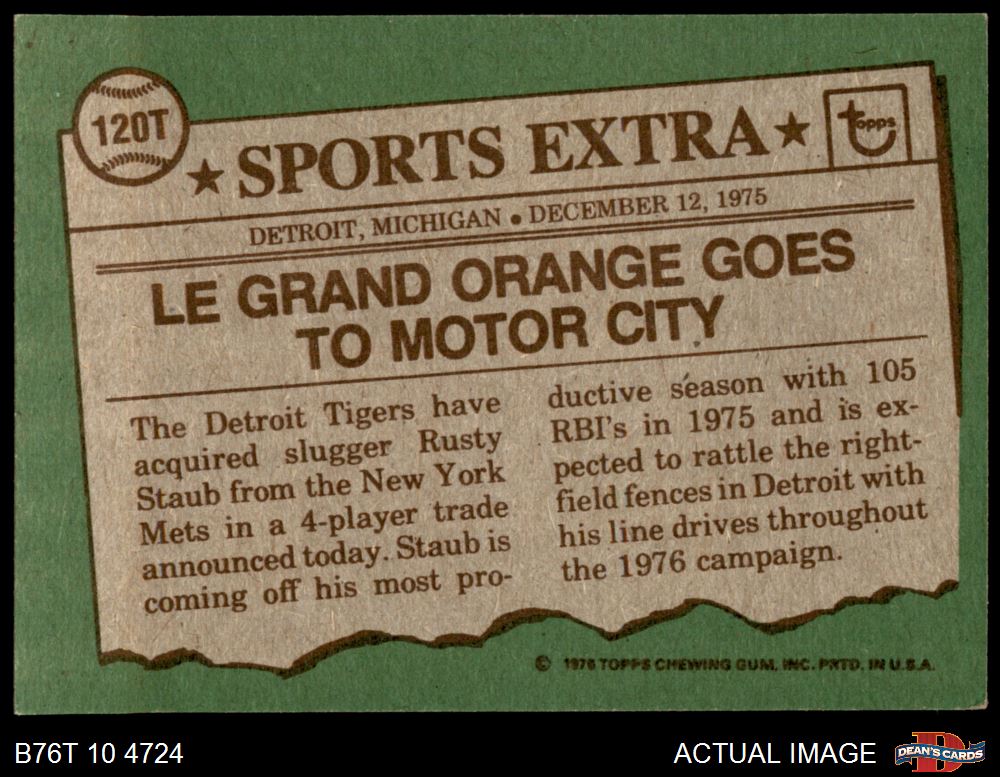 120T
★ SPORTS EXTRA ★
topps
DETROIT, MICHIGAN • DECEMBER 12, 1975
LE GRAND ORANGE GOES
TO MOTOR CITY
The Detroit Tigers have
acquired slugger Rusty
Staub from the New York
Mets in a 4-player trade
announced today. Staub is
coming off his most pro-
ductive season with 105
RBI's in 1975 and is ex-
pected to rattle the right-
field fences in Detroit with
his line drives throughout
the 1976 campaign.
© 1976 TOPPS CHEWING GUM, INC. PRTD. IN U.S.A.
B76T 10 4724
ACTUAL IMAGE
D
DEAN'S CARDS